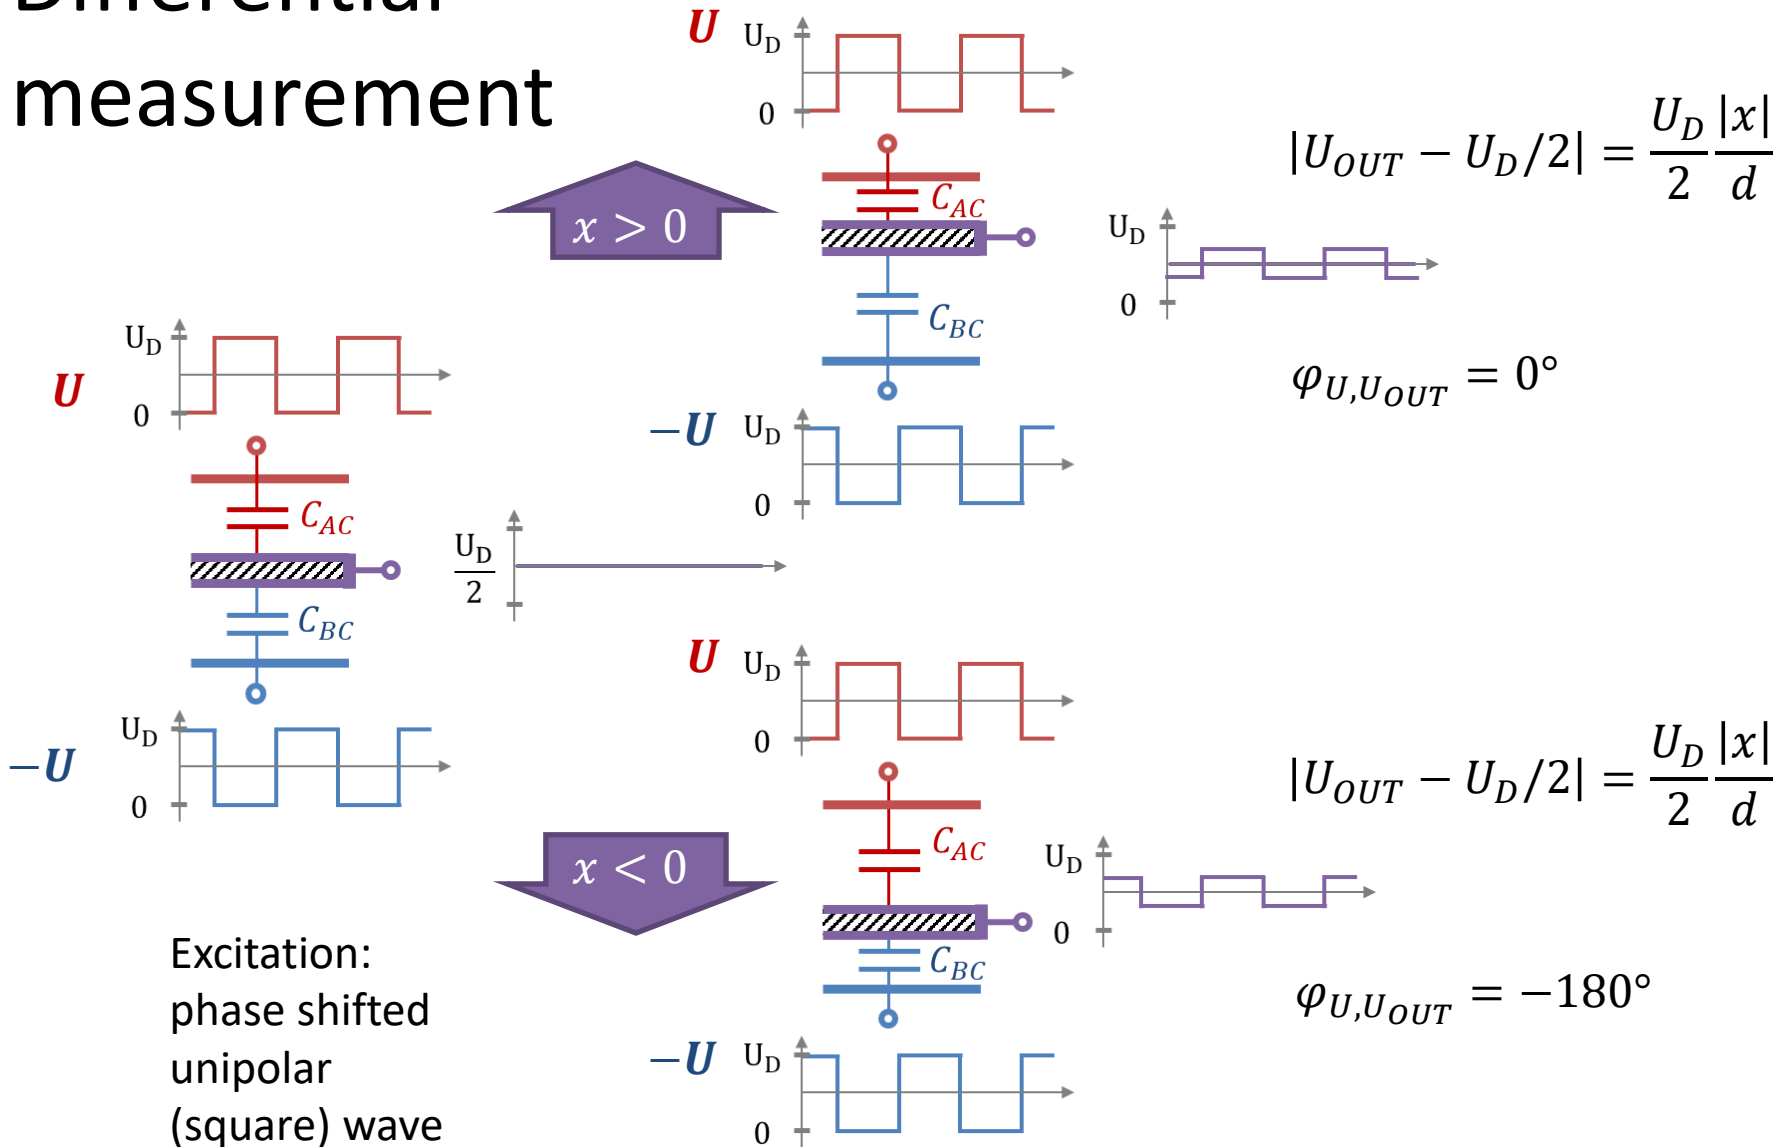 Differential
measurement
U
U_D
0
x > 0
C_AC
C_BC
-U
U_D
0
|U_OUT − U_D/2| = U_D/2 |x|/d
U_D
0
φ_U,U_OUT = 0°
U
U_D
0
C_AC
C_BC
U_D/2
-U
U_D
0
U
U_D
0
x < 0
C_AC
C_BC
-U
U_D
0
|U_OUT − U_D/2| = U_D/2 |x|/d
U_D
0
φ_U,U_OUT = −180°
Excitation:
phase shifted
unipolar
(square) wave